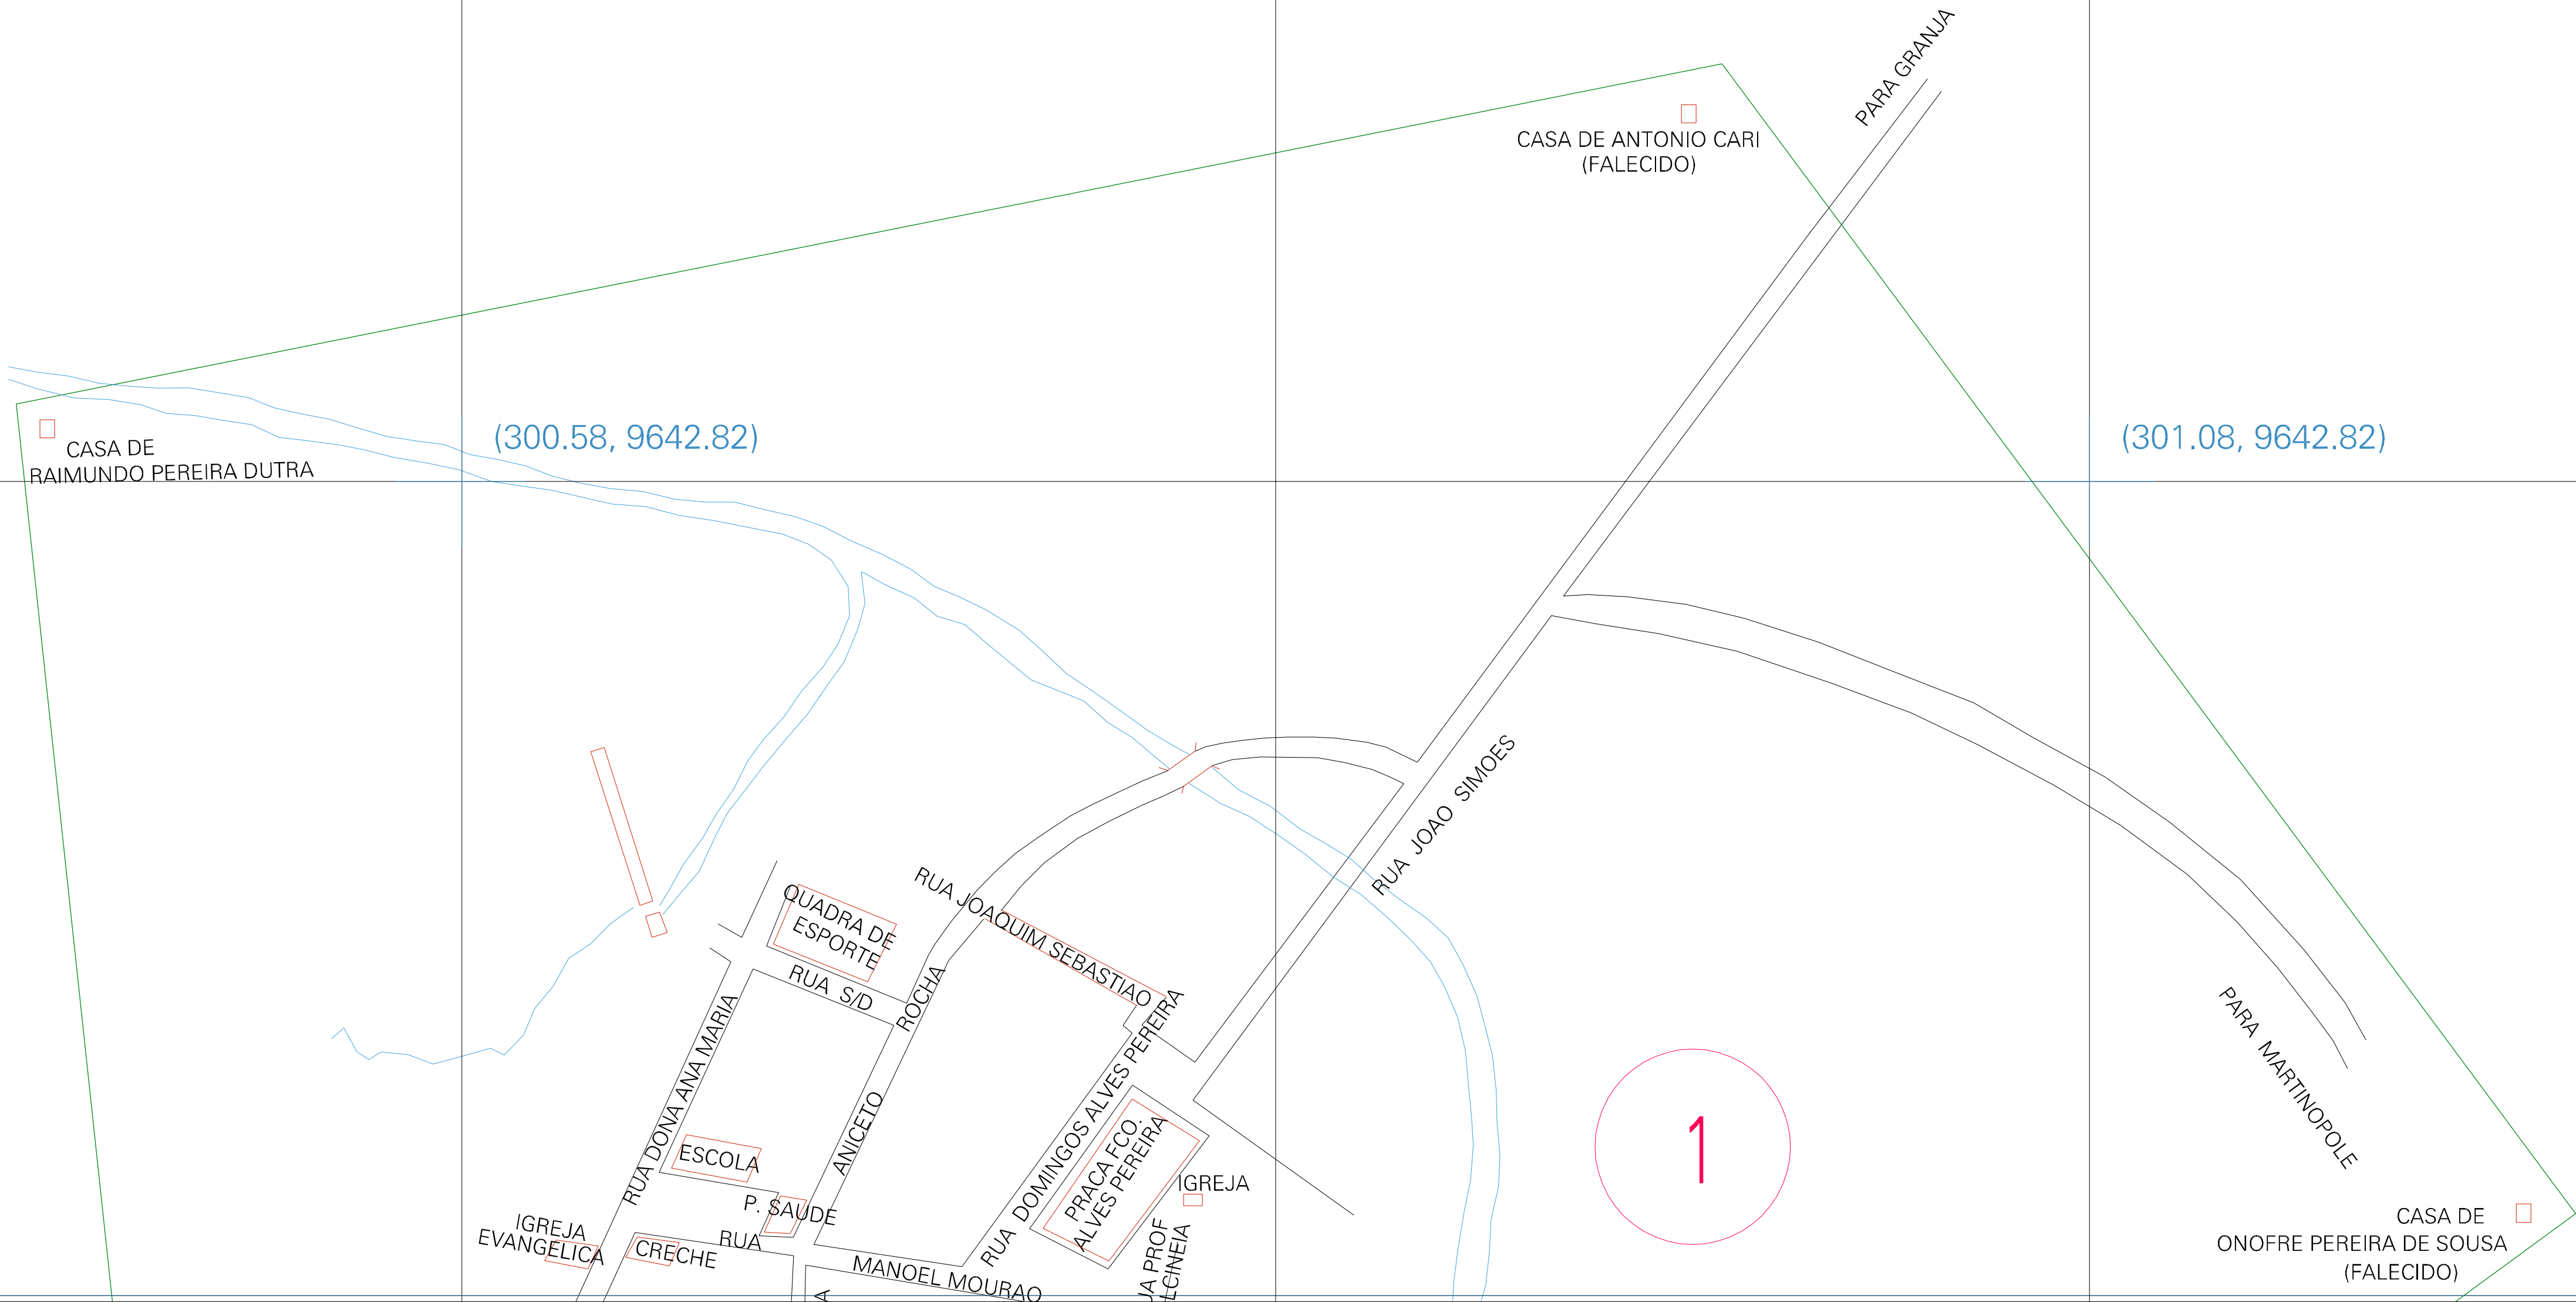 PARA GRANJA
CASA DE ANTONIO CARI
(FALECIDO)
(300.58, 9642.82)
(301.08, 9642.82)
CASA DE
RAIMUNDO PEREIRA DUTRA
RUA JOAO SIMOES
RUA JOAQUIM SEBASTIAO
QUADRA DE
ESPORTE
RUA S/D
ROCHA
ANICETO
RUA DONA ANA MARIA
RUA DOMINGOS ALVES PEREIRA
PRACA FCO.
ALVES PEREIRA
PARA MARTINOPOLE
1
ESCOLA
P. SAUDE
IGREJA
IGREJA
EVANGELICA
CRECHE
RUA
MANOEL MOURAO
UA PROF
LCINEIA
A
CASA DE
ONOFRE PEREIRA DE SOUSA
(FALECIDO)